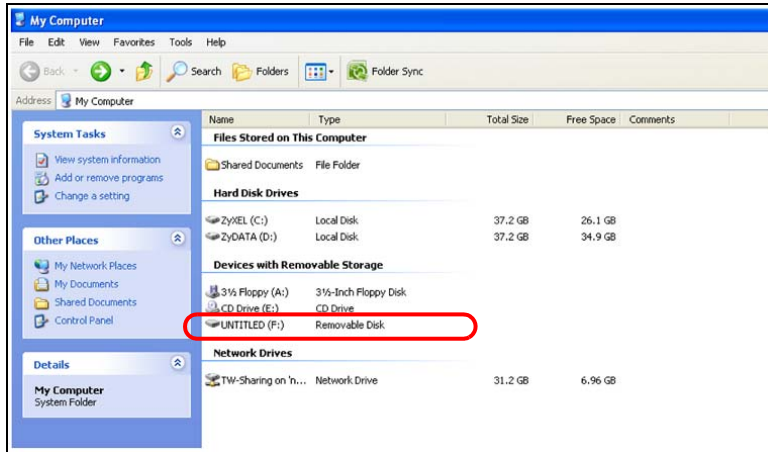 My Computer
File Edit View Favorites Tools Help
Back Search Folders Folder Sync
Address My Computer
System Tasks
View system information
Add or remove programs
Change a setting
Other Places
My Network Places
My Documents
Shared Documents
Control Panel
Details
My Computer
System Folder
Name Type Total Size Free Space Comments
Files Stored on This Computer
Shared Documents File Folder
Hard Disk Drives
ZyXEL (C:) Local Disk 37.2 GB 26.1 GB
ZyDATA (D:) Local Disk 37.2 GB 34.9 GB
Devices with Removable Storage
3½ Floppy (A:) 3½-Inch Floppy Disk
CD Drive (E:) CD Drive
UNTITLED (F:) Removable Disk
Network Drives
TW-Sharing on 'n... Network Drive 31.2 GB 6.96 GB